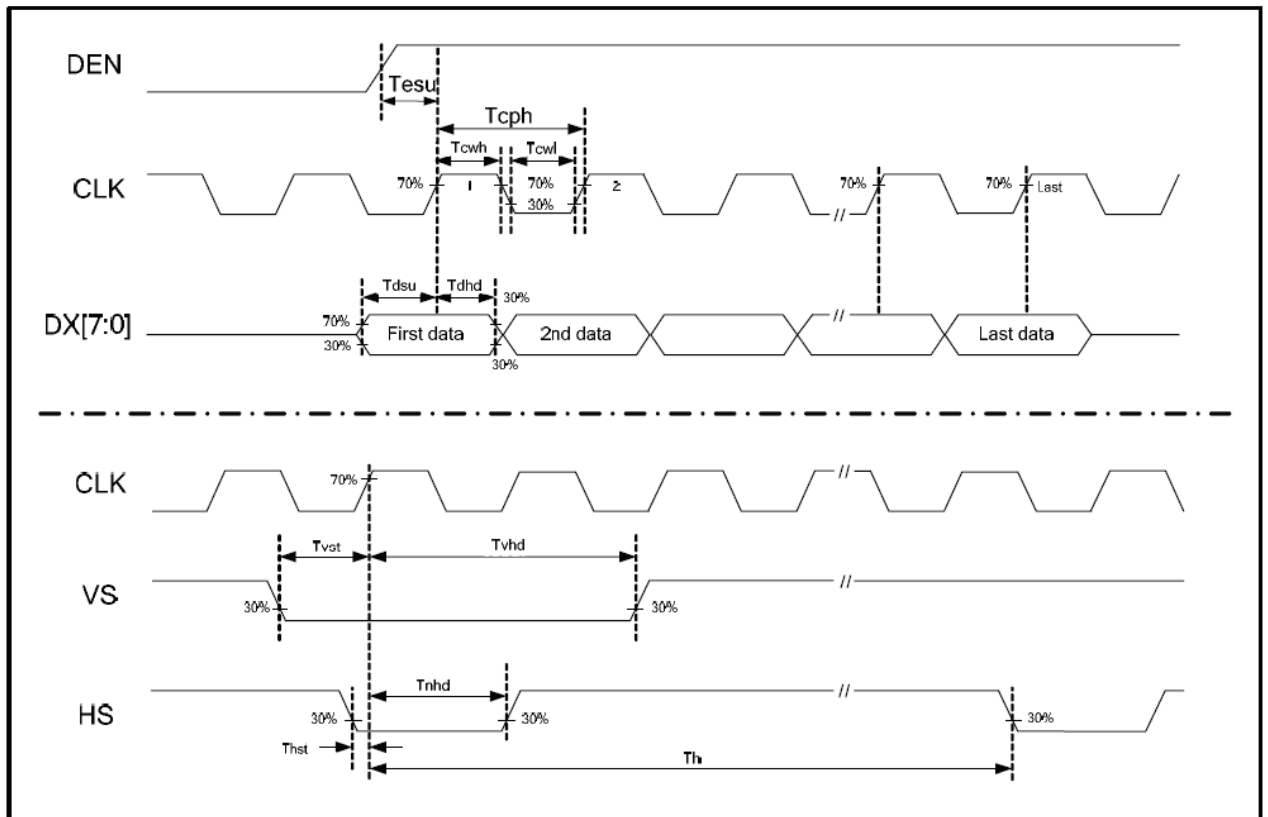 DEN
Tesu
Tcph
Tcwh
Tcwl
CLK
70%
1
70%
30%
2
70%
70%
Last
//
Tdsu
Tdhd
30%
DX[7:0]
70%
30%
First data
2nd data
//
Last data
30%
CLK
70%
//
Tvst
Tvhd
VS
30%
30%
//
Tnhd
HS
30%
30%
//
30%
Thst
Th